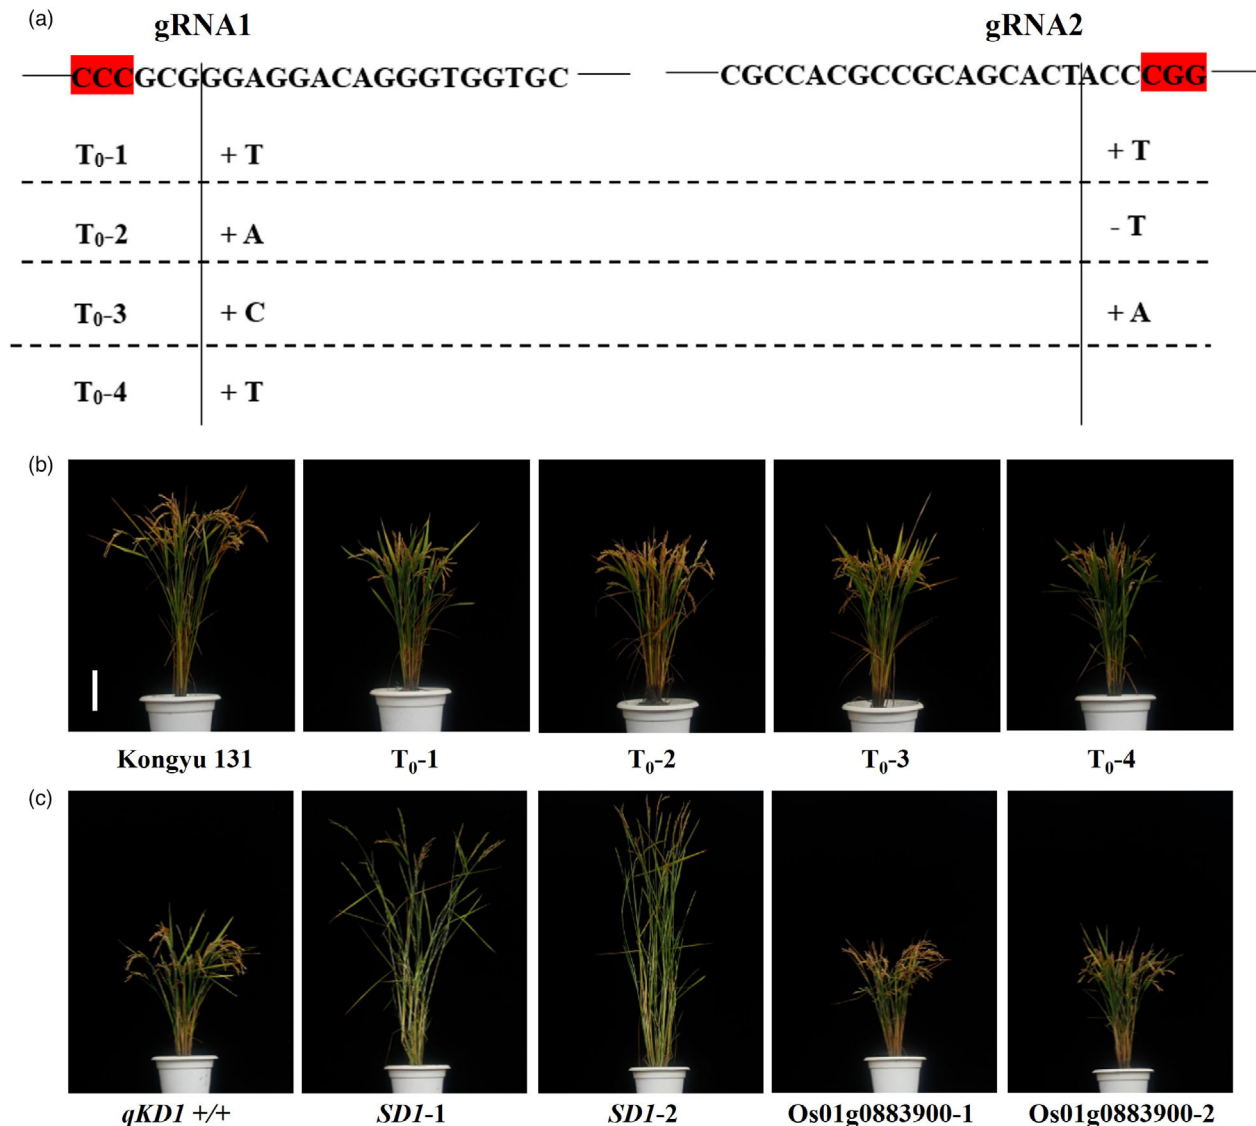 (a)
gRNA1 gRNA2
CCCGCGGGAGGACAGGGTGGTGC CGCCACGCCGCAGCACTACCCGG
T₀-1 + T + T
T₀-2 + A - T
T₀-3 + C + A
T₀-4 + T
(b)
Kongyu 131 T₀-1 T₀-2 T₀-3 T₀-4
(c)
qKD1 +/+ SD1-1 SD1-2 Os01g0883900-1 Os01g0883900-2